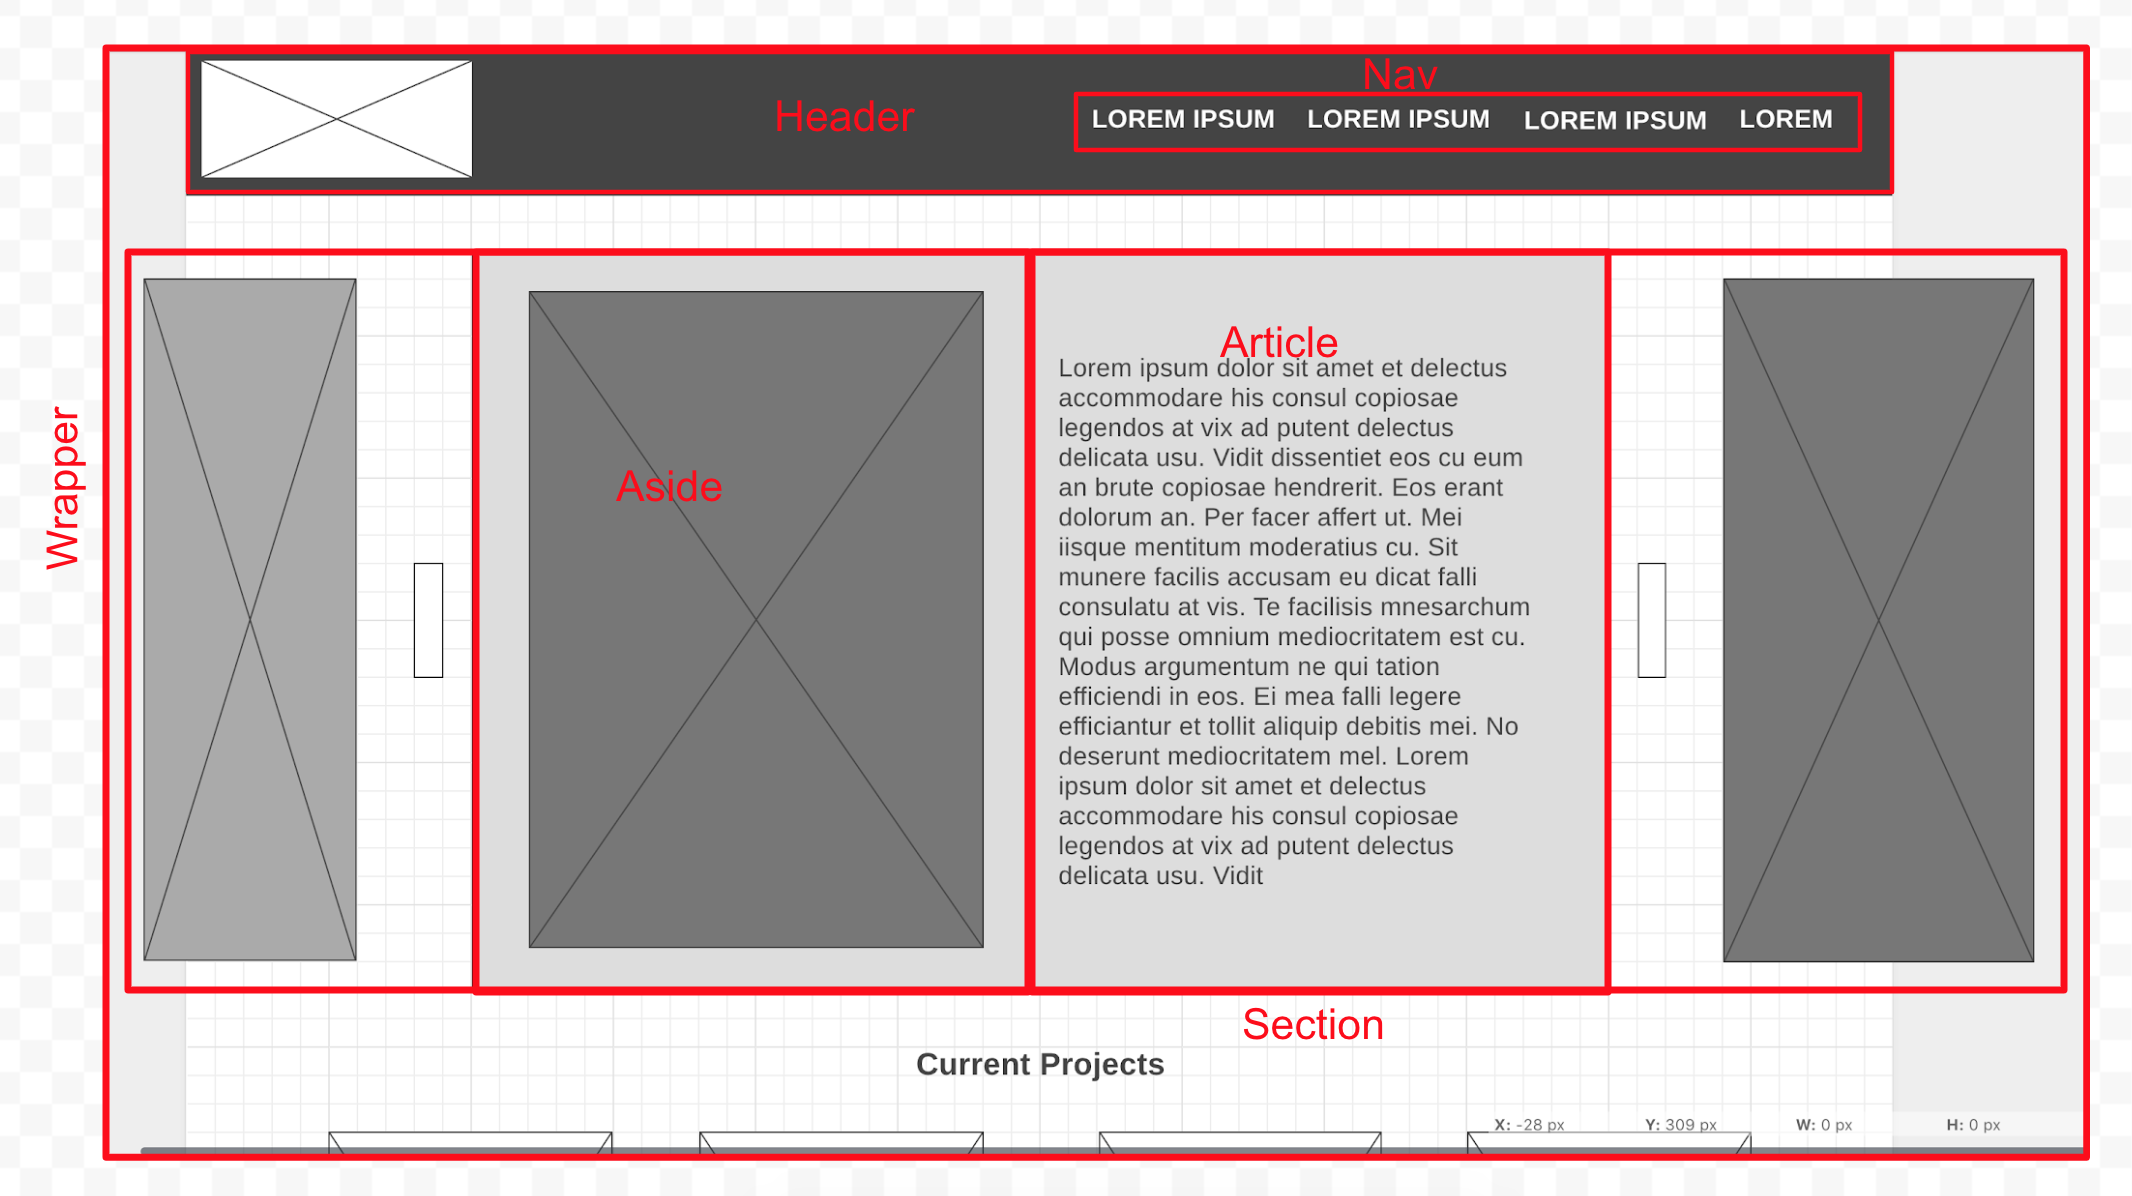 Nav
Header
LOREM IPSUM LOREM IPSUM LOREM IPSUM LOREM
Wrapper
Aside
Article
Lorem ipsum dolor sit amet et delectus
accommodare his consul copiosae
legendos at vix ad putent delectus
delicata usu. Vidit dissentiet eos cu eum
an brute copiosae hendrerit. Eos erant
dolorum an. Per facer affert ut. Mei
iisque mentitum moderatius cu. Sit
munere facilis accusam eu dicat falli
consulatu at vis. Te facilisis mnesarchum
qui posse omnium mediocritatem est cu.
Modus argumentum ne qui tation
efficiendi in eos. Ei mea falli legere
efficiantur et tollit aliquip debitis mei. No
deserunt mediocritatem mel. Lorem
ipsum dolor sit amet et delectus
accommodare his consul copiosae
legendos at vix ad putent delectus
delicata usu. Vidit
Section
Current Projects
X: -28 px Y: 309 px W: 0 px H: 0 px